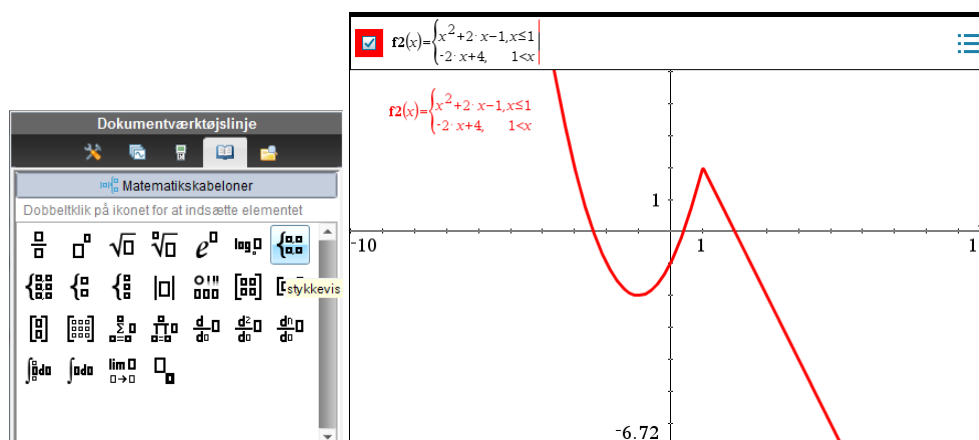 Dokumentværktøjslinje
Matematikskabeloner
Dobbeltklik på ikonet for at indsætte elementet
stykkevis
f2(x)={x²+2·x-1,x≤1
-2·x+4, 1<x
f2(x)={x²+2·x-1,x≤1
-2·x+4, 1<x
1
-10
1
1
-6.72